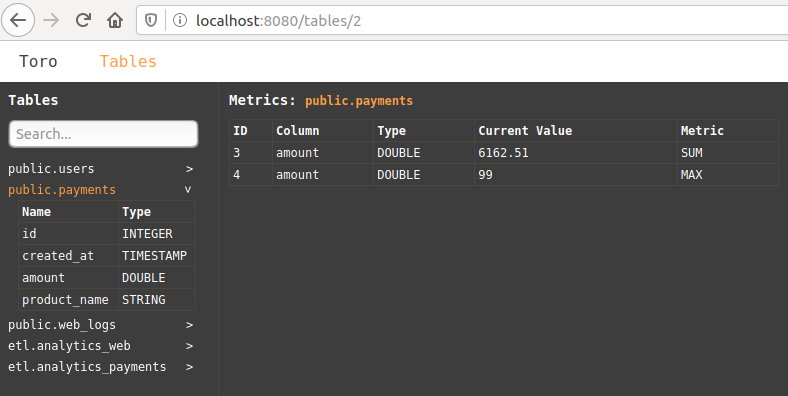 localhost:8080/tables/2
Toro Tables
Tables
Search...
public.users >
public.payments v
Name Type
id INTEGER
created_at TIMESTAMP
amount DOUBLE
product_name STRING
public.web_logs >
etl.analytics_web >
etl.analytics_payments >
Metrics: public.payments
ID Column Type Current Value Metric
3 amount DOUBLE 6162.51 SUM
4 amount DOUBLE 99 MAX